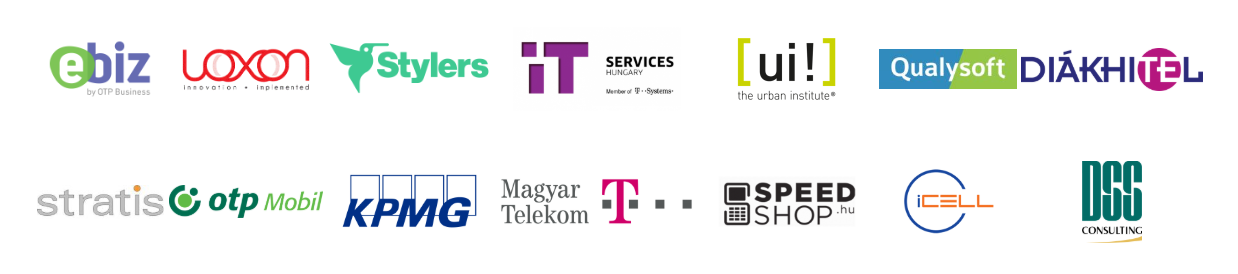 ebiz
by OTP Business
LOXON
innovation + inplemented
Stylers
iT
SERVICES
HUNGARY
Member of T··Systems·
[ui!]
the urban institute®
Qualysoft
DIÁKHITEL
stratis
otp Mobil
KPMG
Magyar
Telekom
T
SPEED
SHOP.hu
iCELL
DSS
CONSULTING